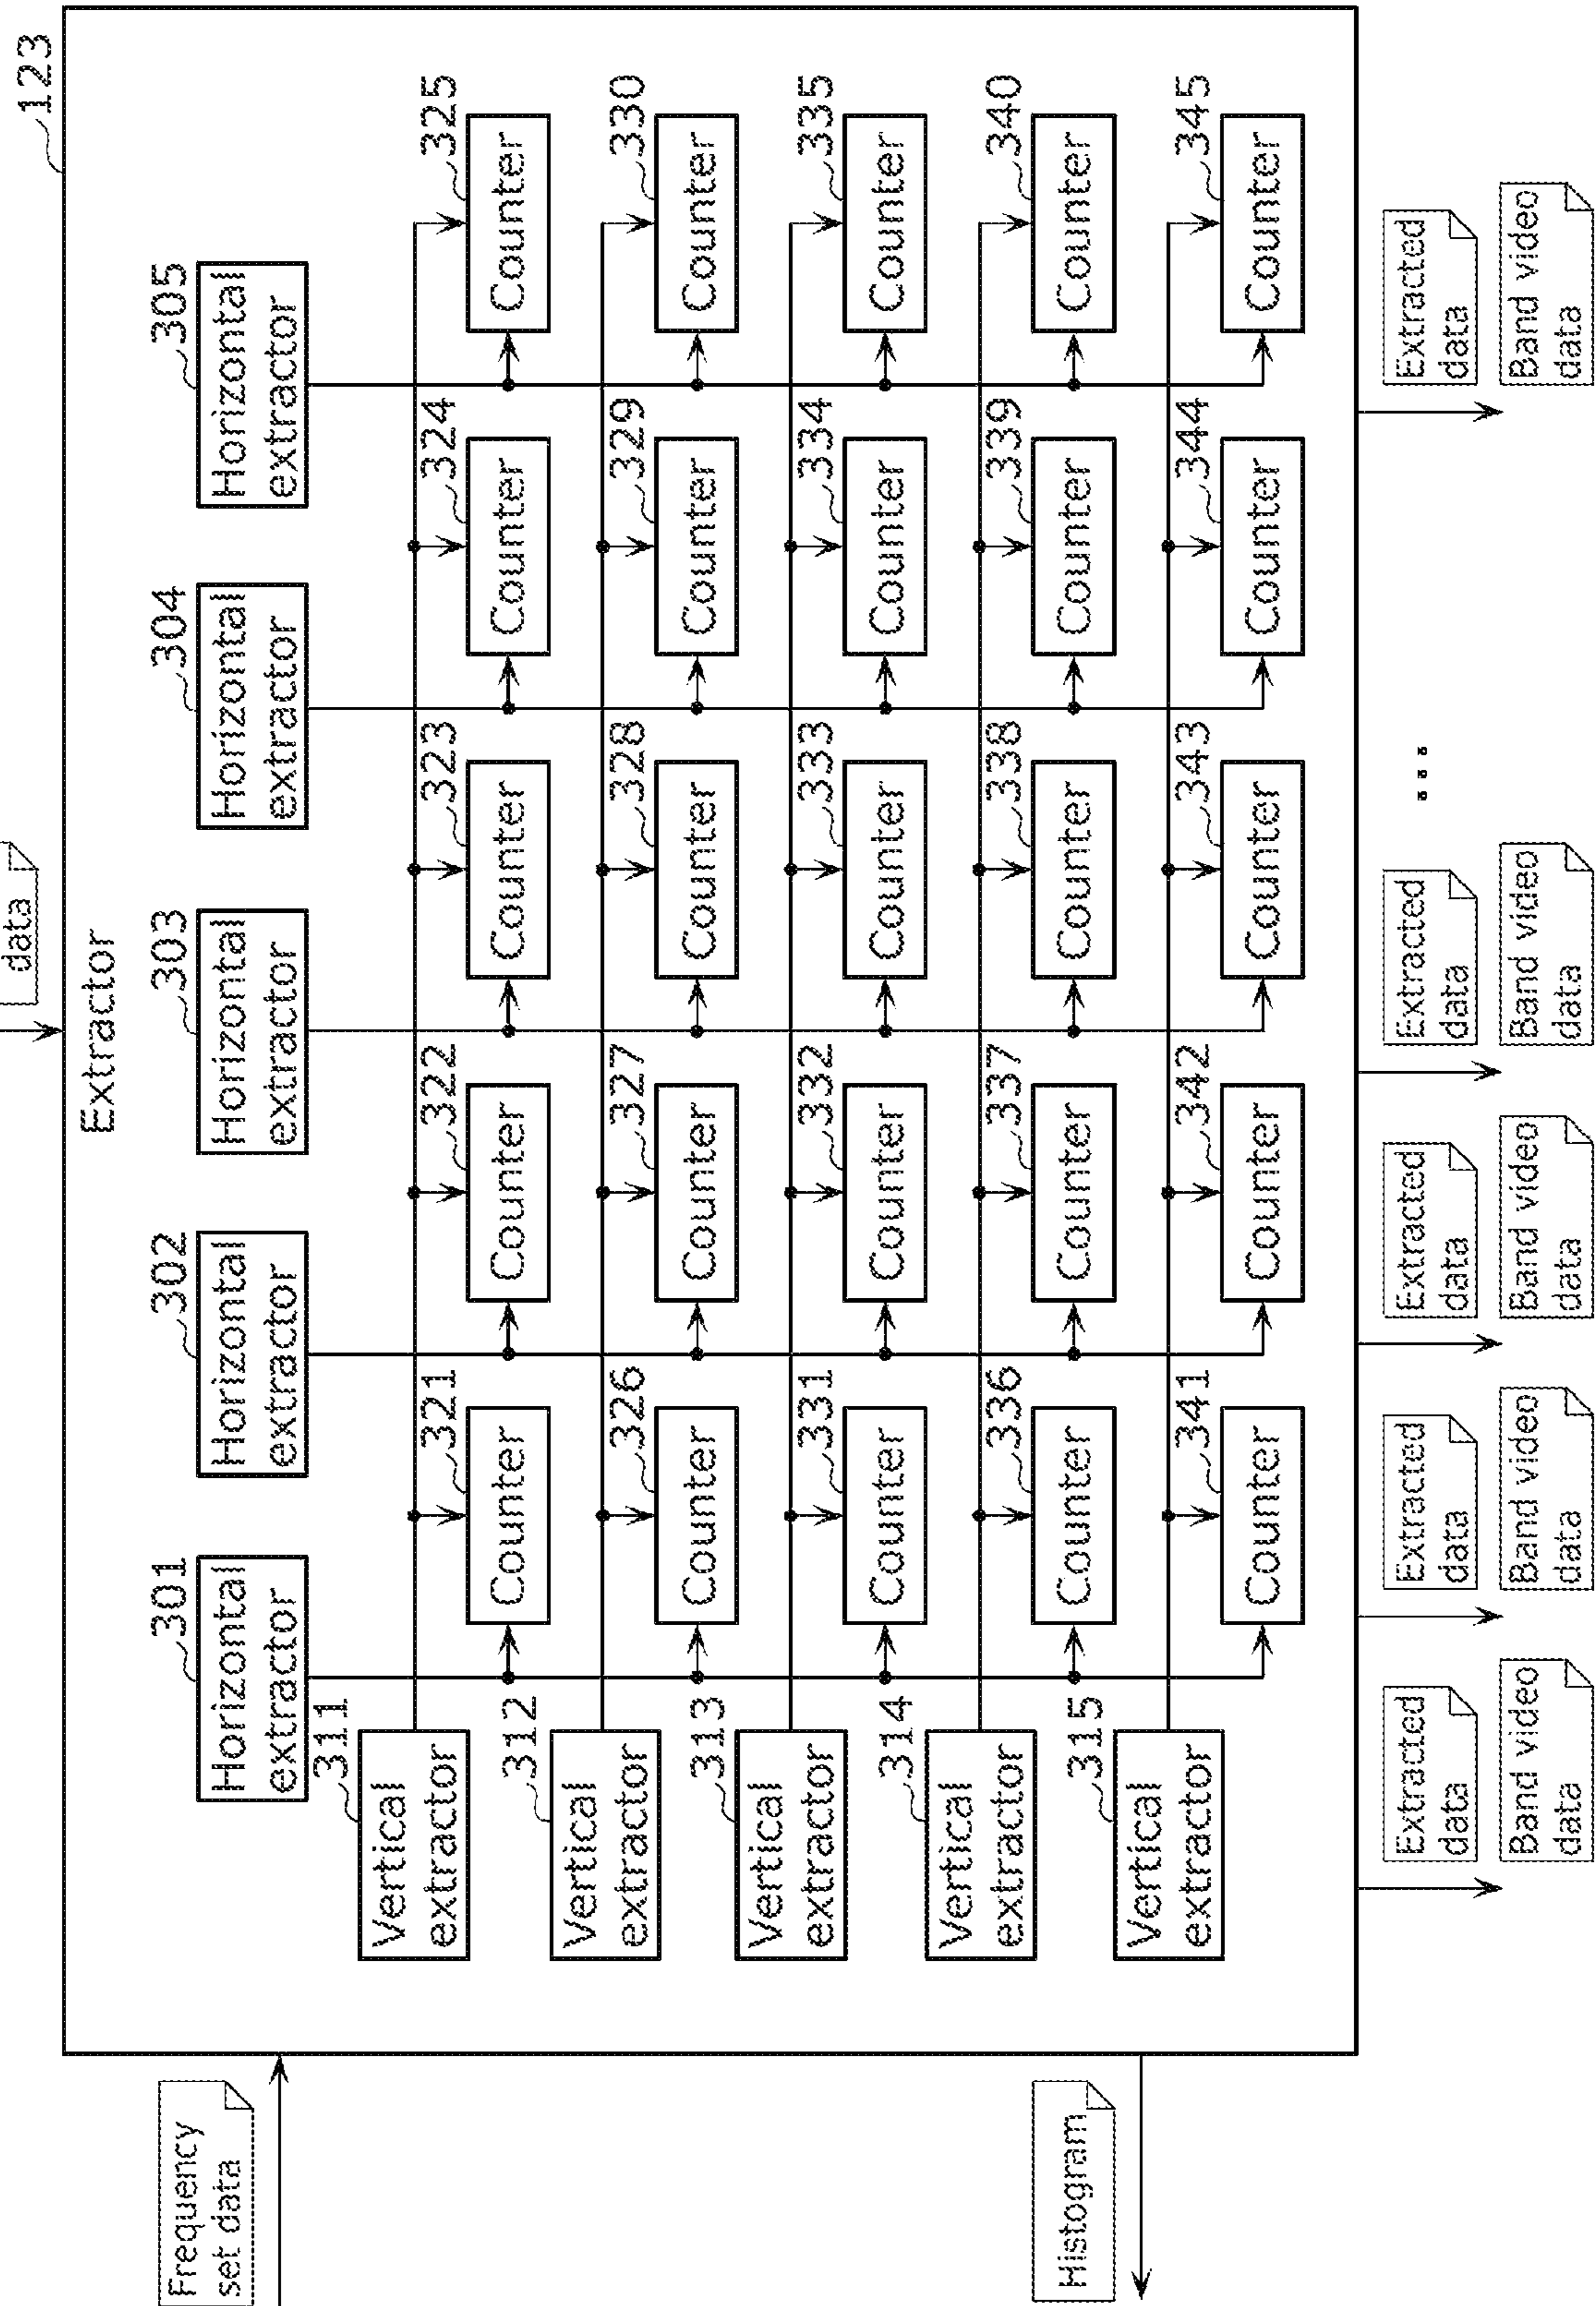 data
123
Extractor
301
302
303
304
305
Horizontal
extractor
Horizontal
extractor
Horizontal
extractor
Horizontal
extractor
Horizontal
extractor
Frequency
set data
311
Vertical
extractor
321
322
323
324
325
Counter
Counter
Counter
Counter
Counter
312
Vertical
extractor
326
327
328
329
330
Counter
Counter
Counter
Counter
Counter
313
Vertical
extractor
331
332
333
334
335
Counter
Counter
Counter
Counter
Counter
314
Vertical
extractor
336
337
338
339
340
Counter
Counter
Counter
Counter
Counter
315
Vertical
extractor
341
342
343
344
345
Counter
Counter
Counter
Counter
Counter
Histogram
Extracted
data
Extracted
data
Extracted
data
Extracted
data
...
Extracted
data
Band video
data
Band video
data
Band video
data
Band video
data
Band video
data